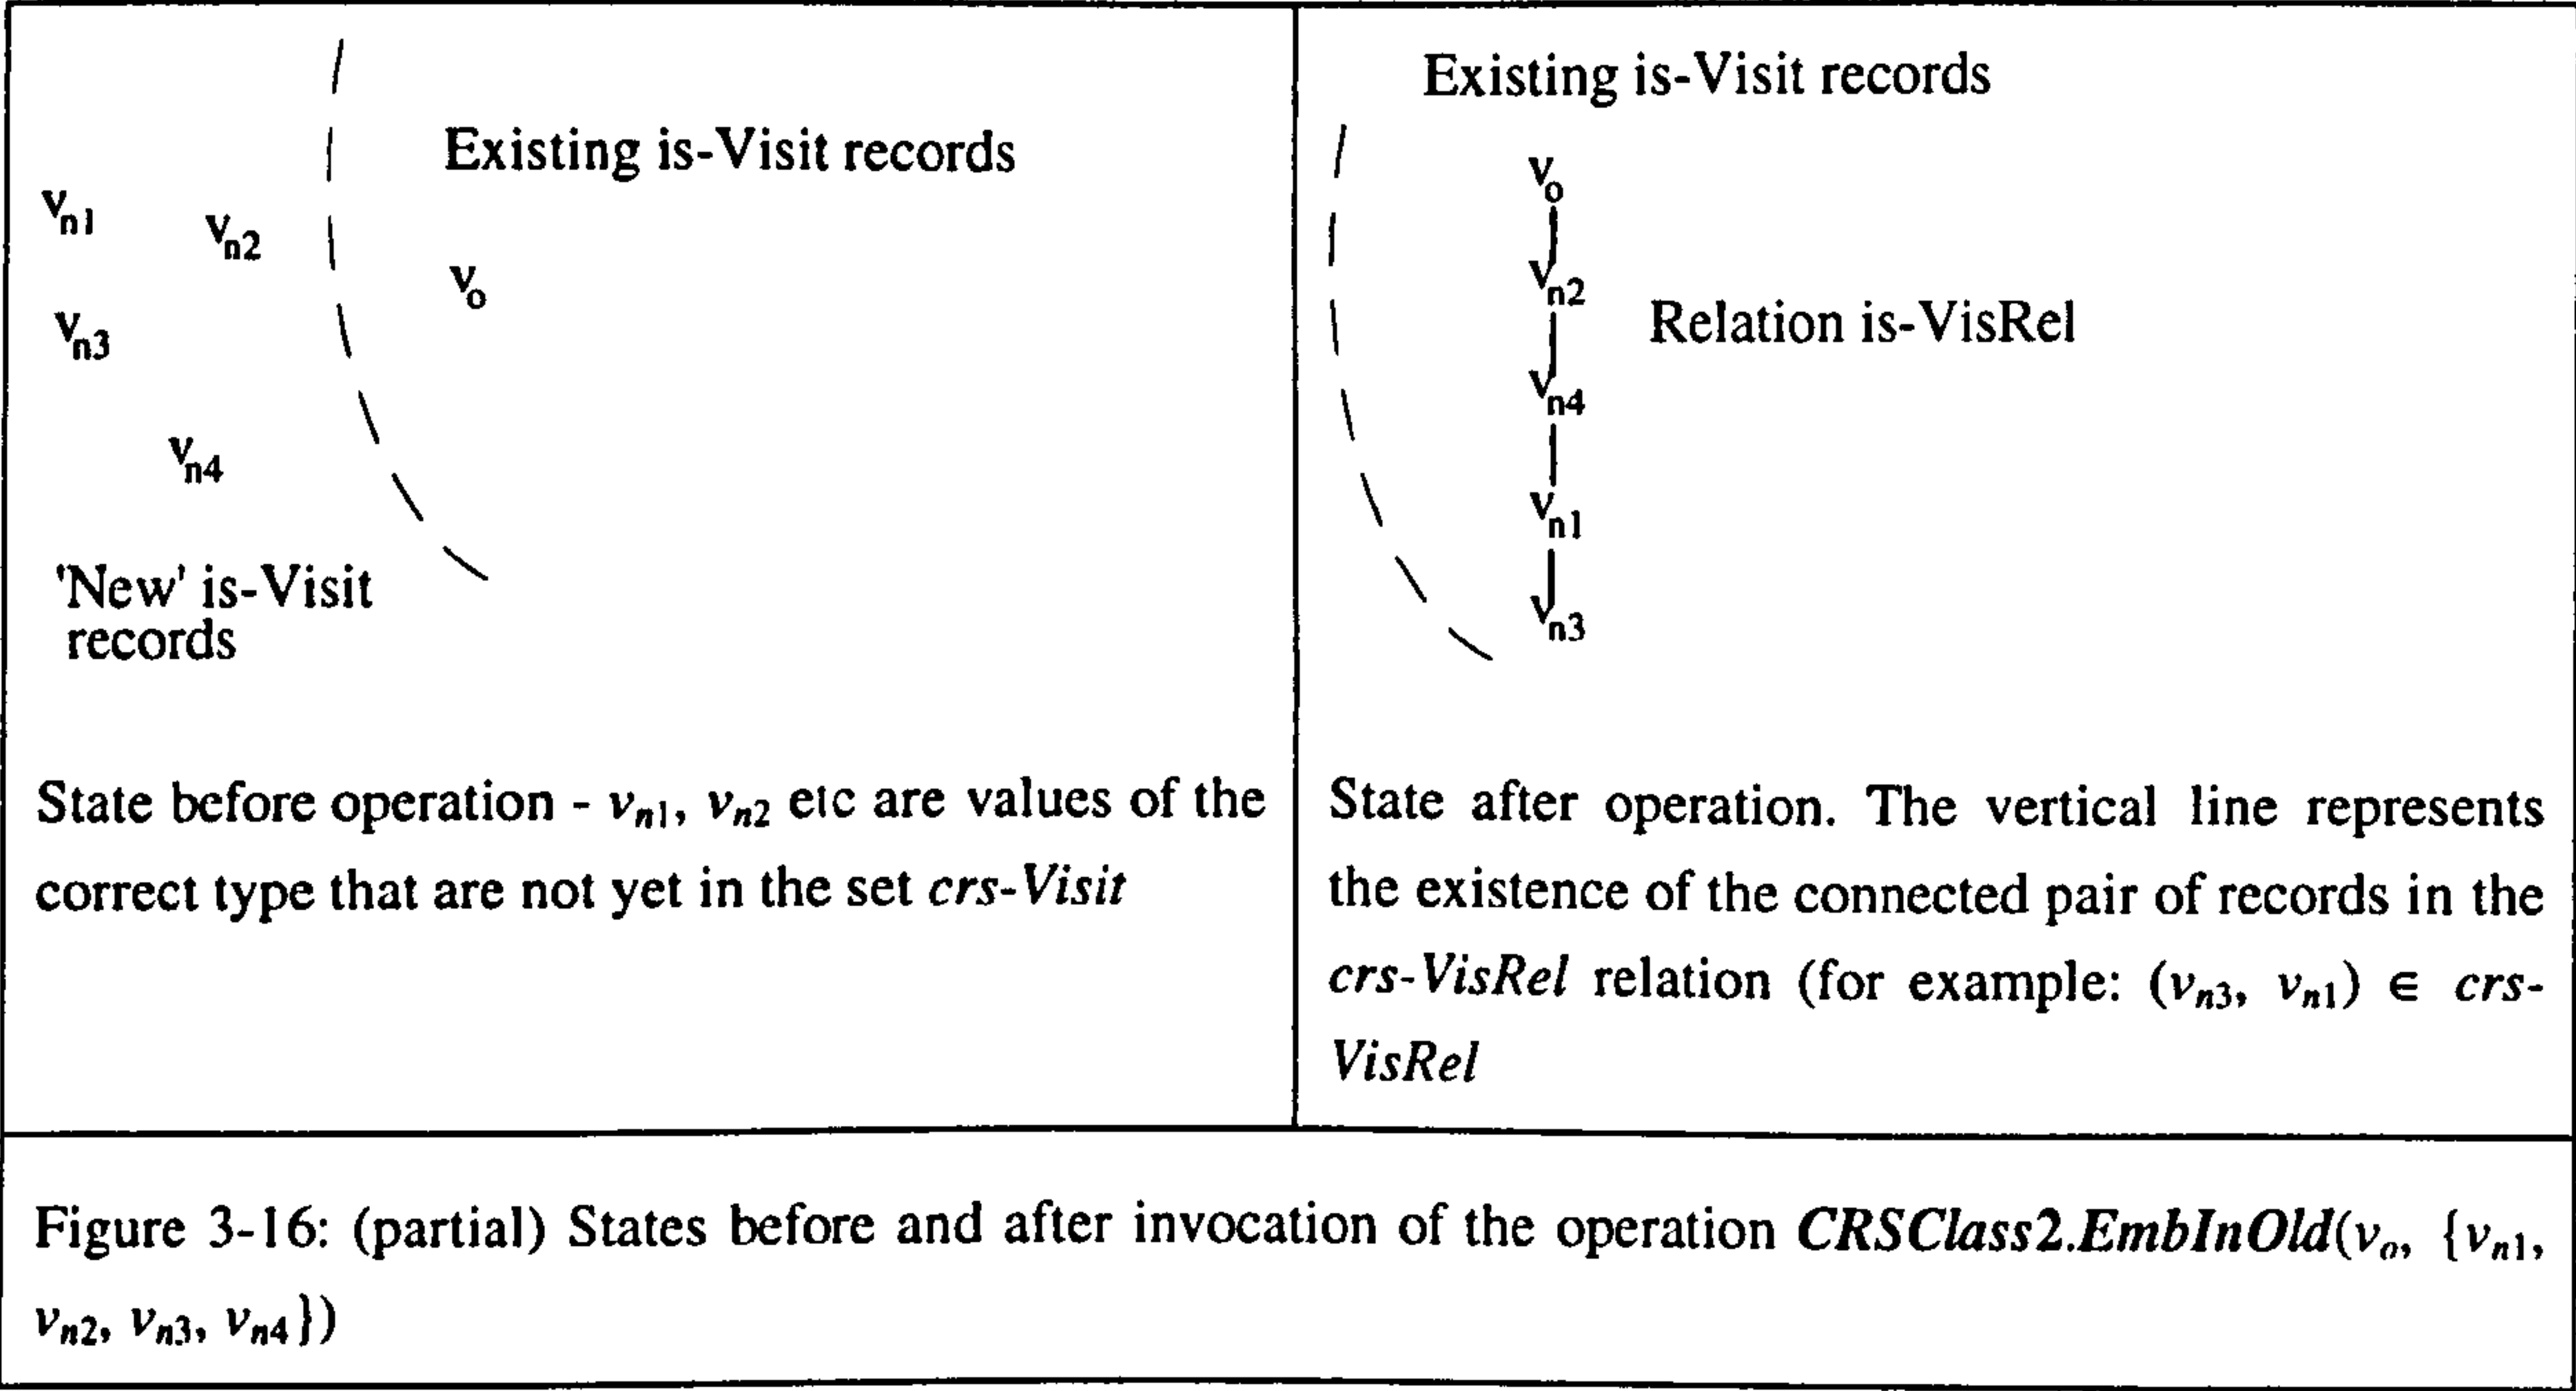 Existing is-Visit records
v_n1
v_n2
v_o
v_n3
v_n4
'New' is-Visit
records
State before operation - v_n1, v_n2 etc are values of the
correct type that are not yet in the set crs-Visit
Existing is-Visit records
v_o
v_n2
Relation is-VisRel
v_n4
v_n1
v_n3
State after operation. The vertical line represents
the existence of the connected pair of records in the
crs-VisRel relation (for example: (v_n3, v_n1) ∈ crs-
VisRel
Figure 3-16: (partial) States before and after invocation of the operation CRSClass2.EmbInOld(v_o, {v_n1,
v_n2, v_n3, v_n4})